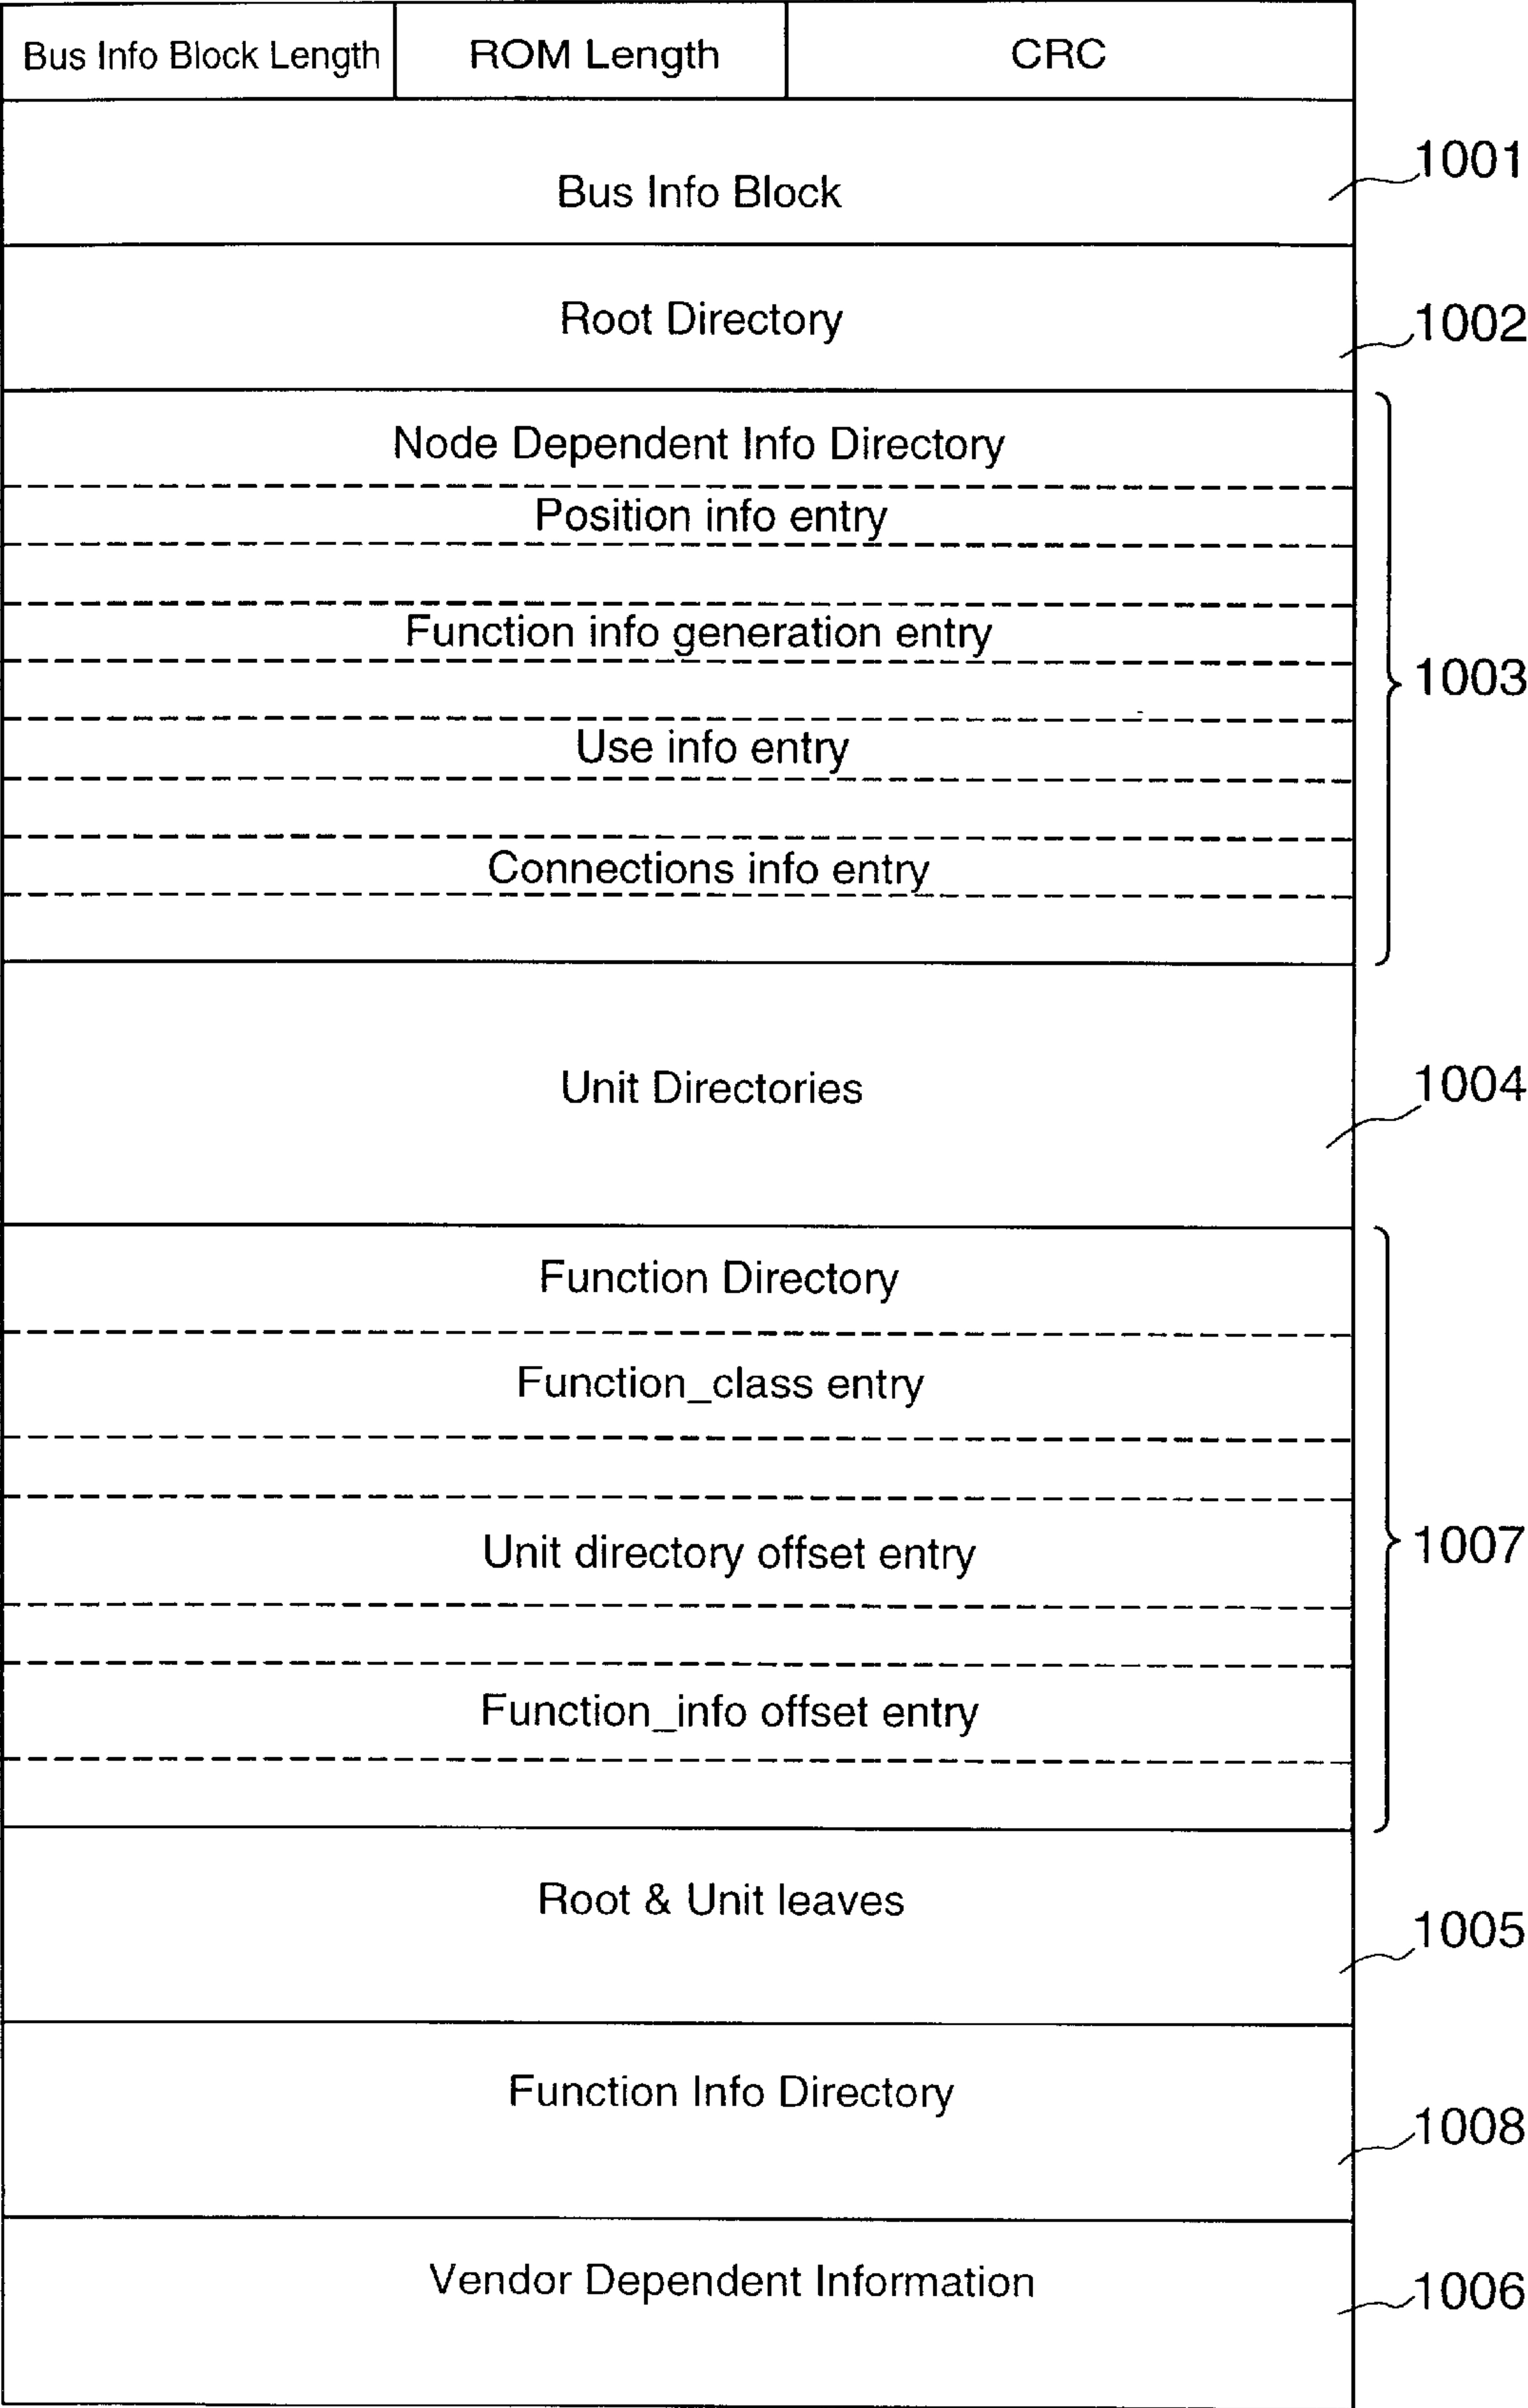 Bus Info Block Length ROM Length CRC
Bus Info Block 1001
Root Directory 1002
Node Dependent Info Directory
Position info entry
Function info generation entry
1003
Use info entry
Connections info entry
Unit Directories 1004
Function Directory
Function_class entry
Unit directory offset entry 1007
Function_info offset entry
Root & Unit leaves 1005
Function Info Directory 1008
Vendor Dependent Information 1006